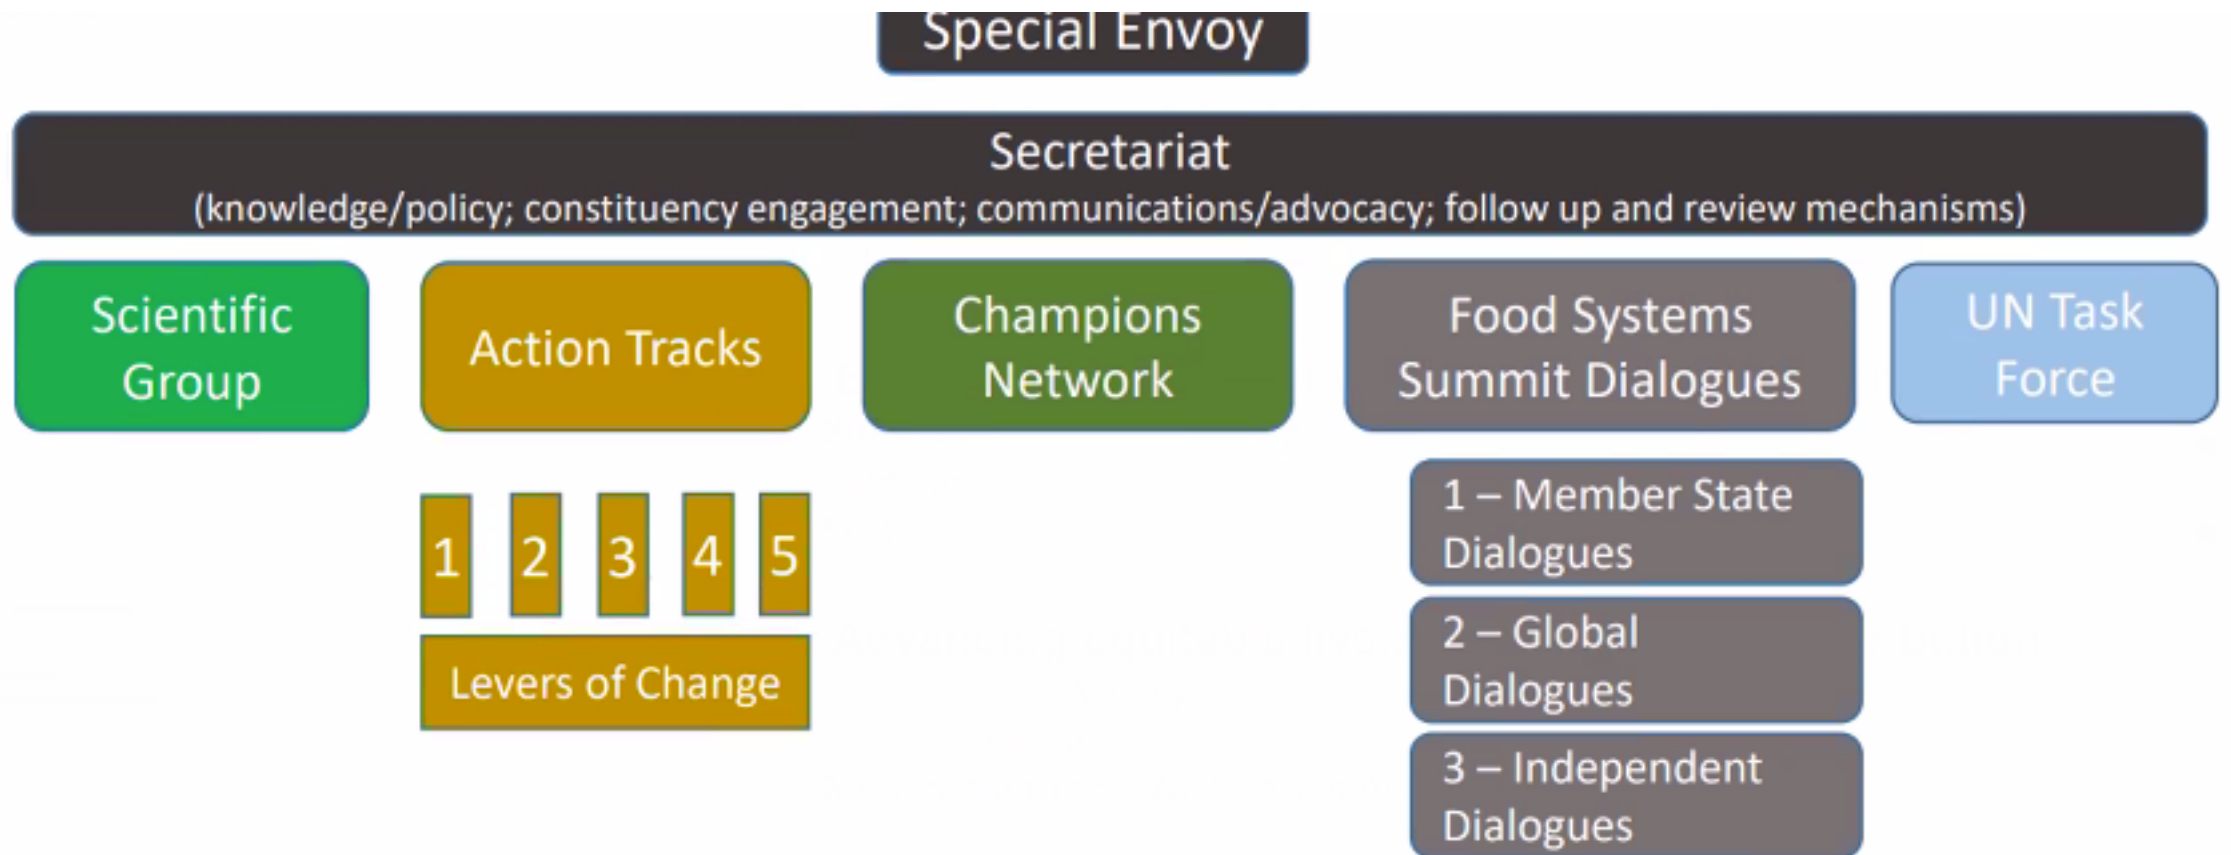 Special Envoy
Secretariat
(knowledge/policy; constituency engagement; communications/advocacy; follow up and review mechanisms)
Scientific
Group
Action Tracks
Champions
Network
Food Systems
Summit Dialogues
UN Task
Force
1 2 3 4 5
Levers of Change
1 – Member State
Dialogues
2 – Global
Dialogues
3 – Independent
Dialogues